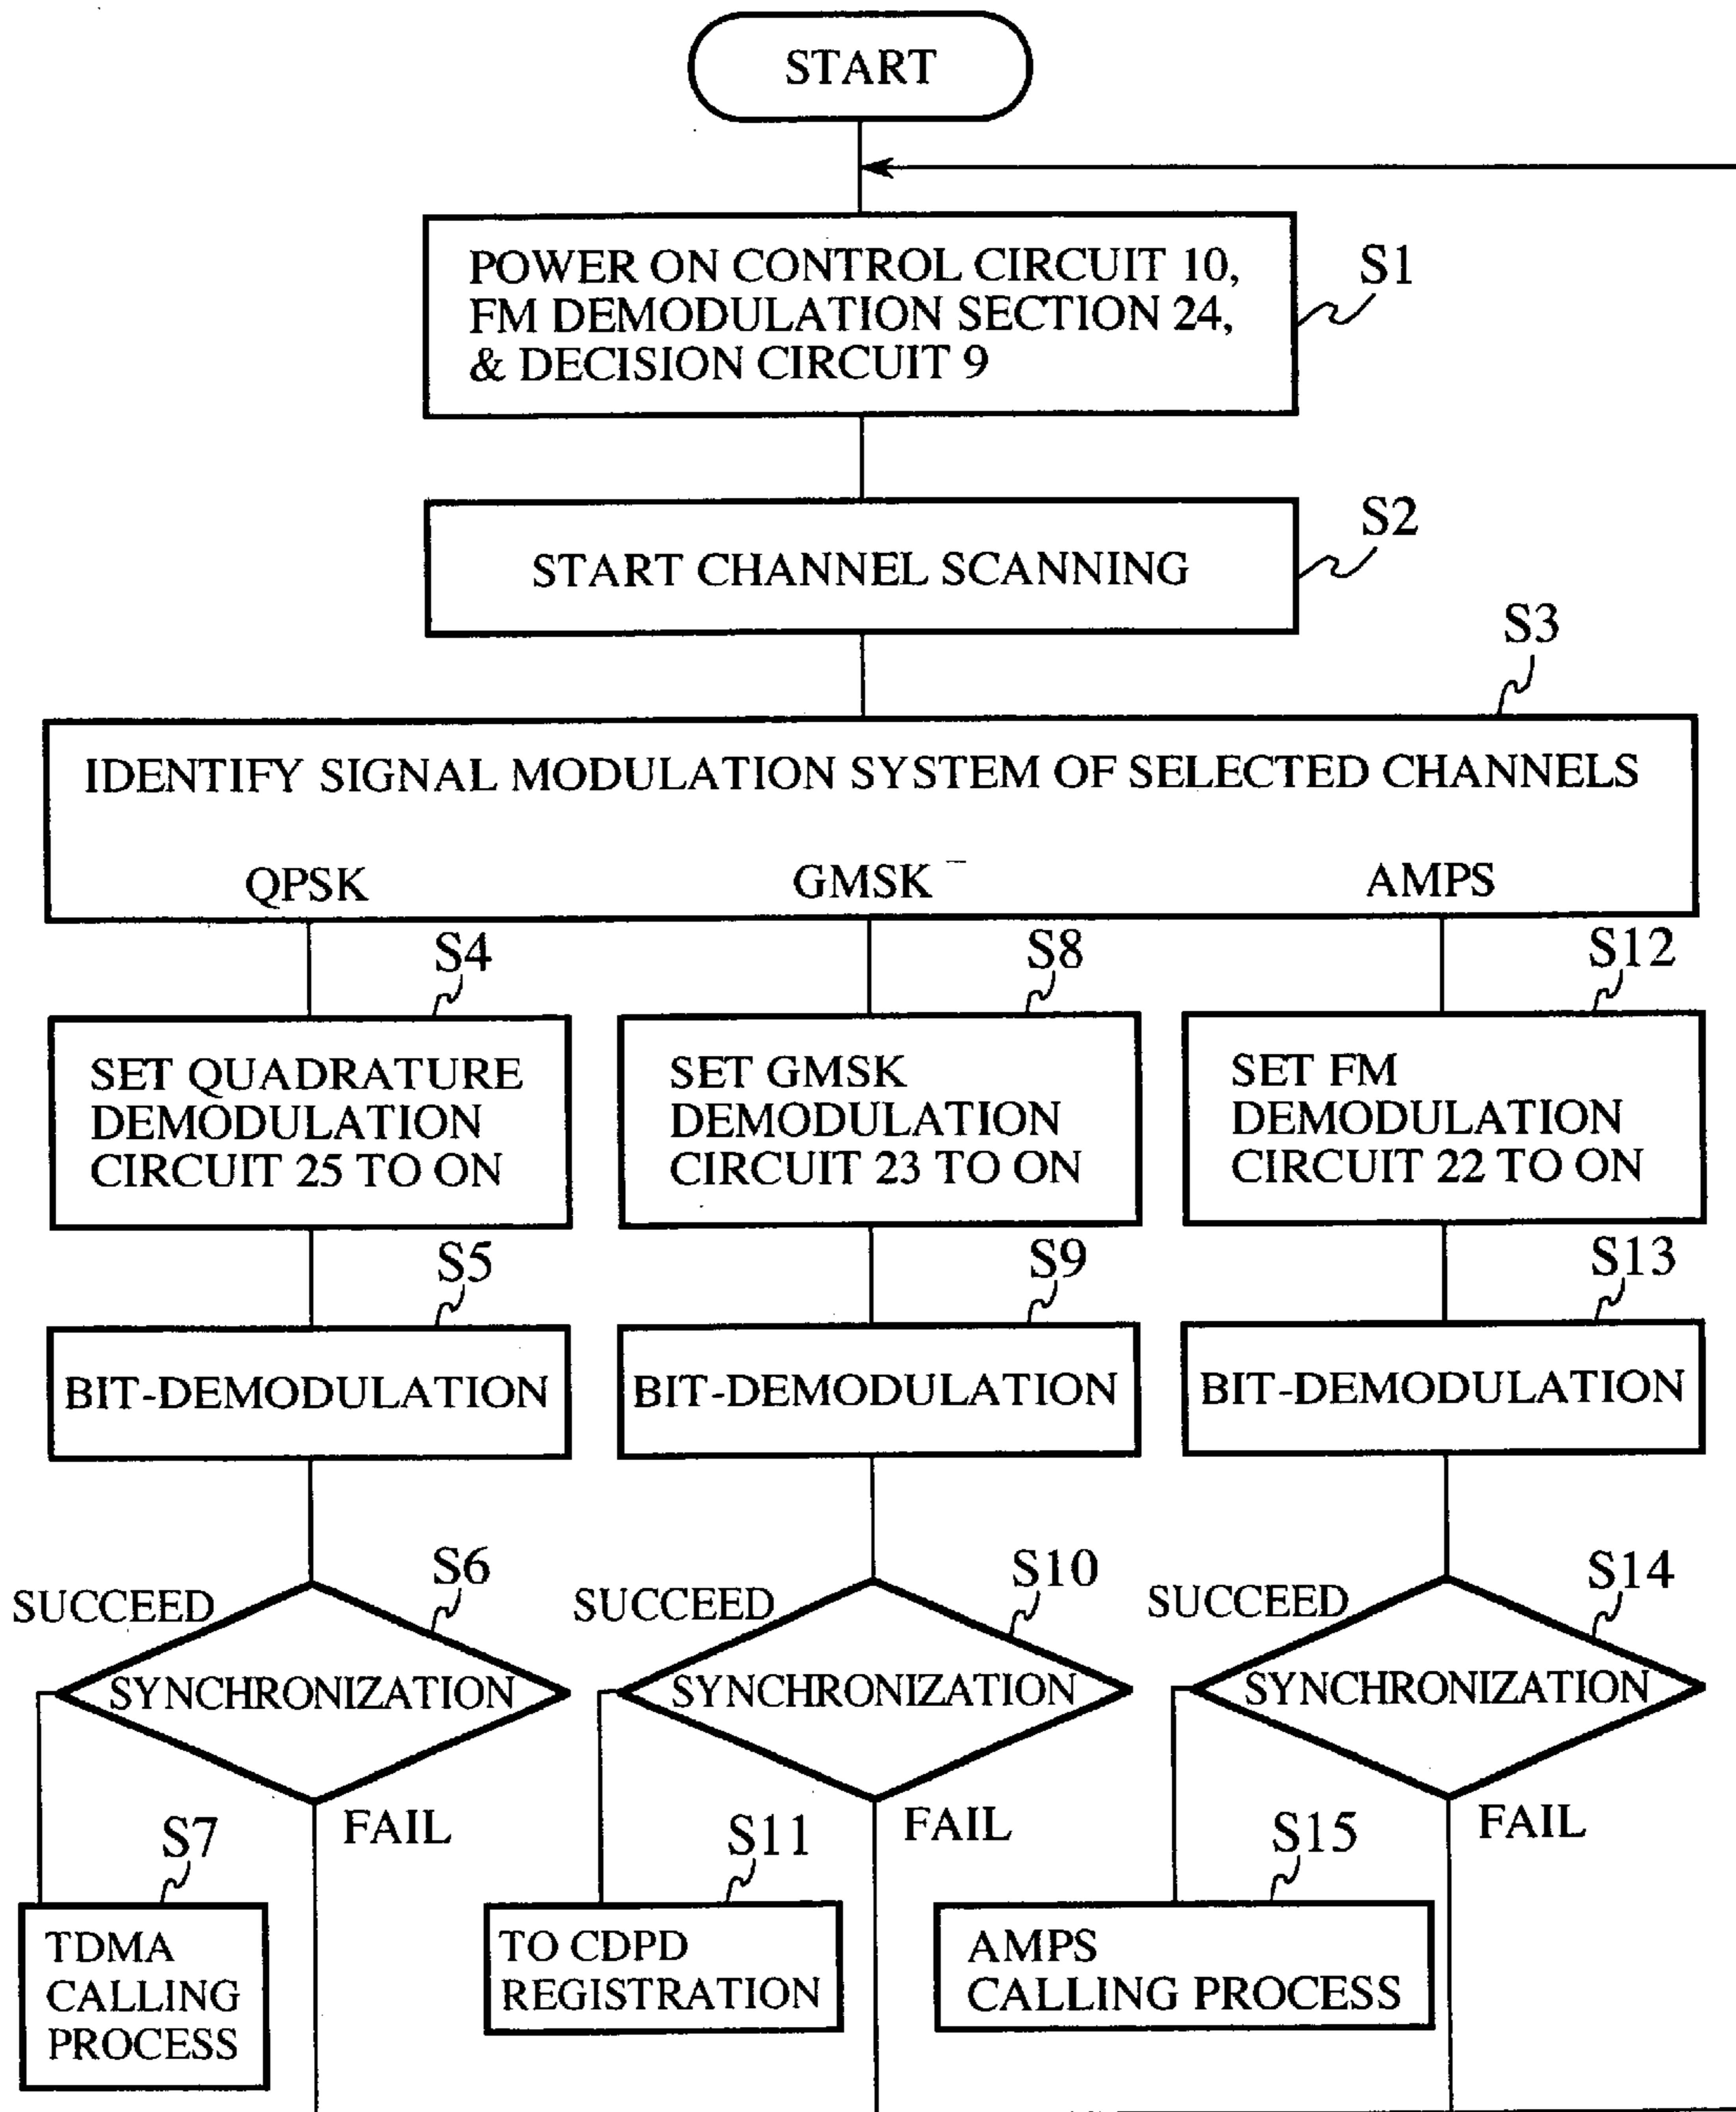 START
POWER ON CONTROL CIRCUIT 10,
FM DEMODULATION SECTION 24,
& DECISION CIRCUIT 9
S1
START CHANNEL SCANNING
S2
S3
IDENTIFY SIGNAL MODULATION SYSTEM OF SELECTED CHANNELS
QPSK
GMSK
AMPS
S4
S8
S12
SET QUADRATURE
DEMODULATION
CIRCUIT 25 TO ON
SET GMSK
DEMODULATION
CIRCUIT 23 TO ON
SET FM
DEMODULATION
CIRCUIT 22 TO ON
S5
S9
S13
BIT-DEMODULATION
BIT-DEMODULATION
BIT-DEMODULATION
S6
S10
S14
SUCCEED
SUCCEED
SUCCEED
SYNCHRONIZATION
SYNCHRONIZATION
SYNCHRONIZATION
FAIL
FAIL
FAIL
S7
S11
S15
TDMA
CALLING
PROCESS
TO CDPD
REGISTRATION
AMPS
CALLING PROCESS